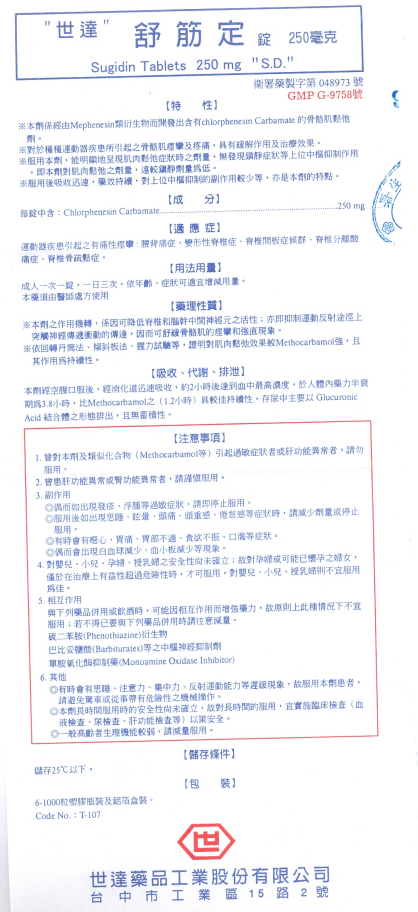 "世達" 舒筋定 錠 250毫克
Sugidin Tablets 250 mg "S.D."
衛署藥製字第 048973 號
GMP G-9758號
【特 性】
※本劑係經由Mephenesin類衍生物而開發出含有chlorphenesin Carbamate 的骨骼肌鬆弛
劑。
※對於種種運動器疾患所引起之骨骼肌痙攣及疼痛，具有緩解作用及治療效果。
※服用本劑，能明顯地呈現肌肉鬆弛症狀時之劑量，無發現鎮靜症狀等上位中樞抑制作用
。即本劑對肌肉鬆弛之劑量，遠較鎮靜劑量爲低。
※服用後吸收迅速，藥效持續，對上位中樞抑制的副作用較少等，亦是本劑的特點。
【成 分】
每錠中含：Chlorphenesin Carbamate...250 mg
【適 應 症】
運動器疾患引起之有痛性痙攣：腰背痛症、變形性脊椎症、脊椎間板症候群、脊椎分離酸
痛症、脊椎骨疏鬆症。
【用法用量】
成人一次一錠，一日三次。依年齡、症狀可適宜增減用量。
本藥須由醫師處方使用
【藥理性質】
※本劑之作用機轉，係因可降低脊椎和腦幹中間神經元之活性；亦即抑制運動反射途徑上
突觸神經傳遞衝動的傳達，因而可舒緩骨骼肌的痙攣和強直現象。
※依回轉丹筒法、傾斜板法、握力試驗等，證明對肌肉鬆弛效果較Methocarbamol強，且
其作用爲持續性。
【吸收、代謝、排泄】
本劑經空腹口服後，經消化道迅速吸收，約2小時後達到血中最高濃度，於人體內藥力半衰
期爲3.8小時，比Methocarbamol之（1.2小時）具較佳持續性，存尿中主要以 Glucuronic
Acid 結合體之形態排出，且無蓄積性。
【注意事項】
1. 曾對本劑及類似化合物（Methocarbamol等）引起過敏症狀者或肝功能異常者，請勿
服用。
2. 曾患肝功能異常或腎功能異常者，請謹慎服用。
3. 副作用
◎偶而如出現發疹、浮腫等過敏症狀，請即停止服用。
◎服用後如出現思睡、眩暈、頭痛、頭重感、倦怠感等症狀時，請減少劑量或停止
服用。
◎有時會有噁心、胃痛、胃部不適、食欲不振、口渴等症狀。
◎偶而會出現白血球減少、血小板減少等現象。
4. 對嬰兒、小兒、孕婦、授乳婦之安全性尚未確立；故對孕婦或可能已懷孕之婦女，
僅於在治療上有益性超過危險性時，才可服用。對嬰兒、小兒、授乳婦則不宜服用
爲佳。
5. 相互作用
與下列藥品併用或飲酒時，可能因相互作用而增強藥力，故原則上此種情況下不宜
服用；若不得已要與下列藥品併用時請注意減量。
硫二苯胺(Phenothiazine)衍生物
巴比妥鹽酸(Barbiturates)等之中樞神經抑制劑
單胺氧化酶抑制藥(Monoamine Oxidase Inhibitor)
6. 其他
◎有時會有思睡、注意力、集中力、反射運動能力等遲緩現象，故服用本劑患者，
請避免駕車或從事帶有危險性之機械操作。
◎本劑長時間服用時的安全性尚未確立，故對長時間的服用，宜實施臨床檢查（血
液檢查、尿檢查、肝功能檢查等）以策安全。
◎一般高齡者生理機能較弱，請減量服用。
【儲存條件】
儲存25℃以下。
【包 裝】
6-1000粒塑膠瓶裝及鋁箔盒裝。
Code No.：T-107
世
世達藥品工業股份有限公司
台中市工業區15路2號